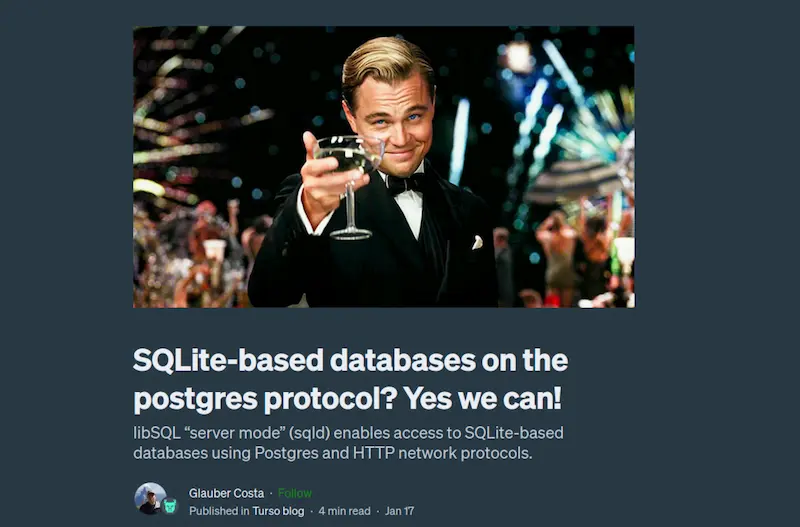 SQLite-based databases on the
postgres protocol? Yes we can!
libSQL “server mode” (sqld) enables access to SQLite-based
databases using Postgres and HTTP network protocols.
Glauber Costa · Follow
Published in Turso blog · 4 min read · Jan 17